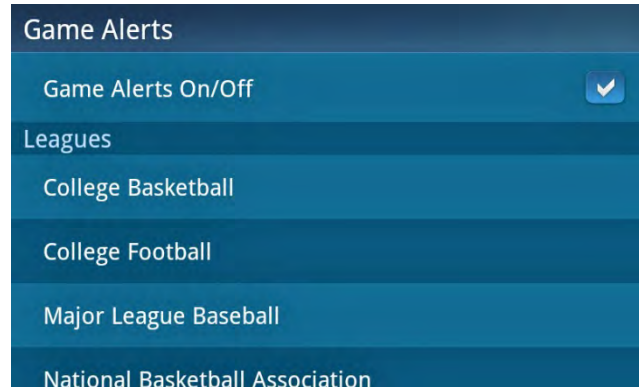 Game Alerts
Game Alerts On/Off
Leagues
College Basketball
College Football
Major League Baseball
National Basketball Association